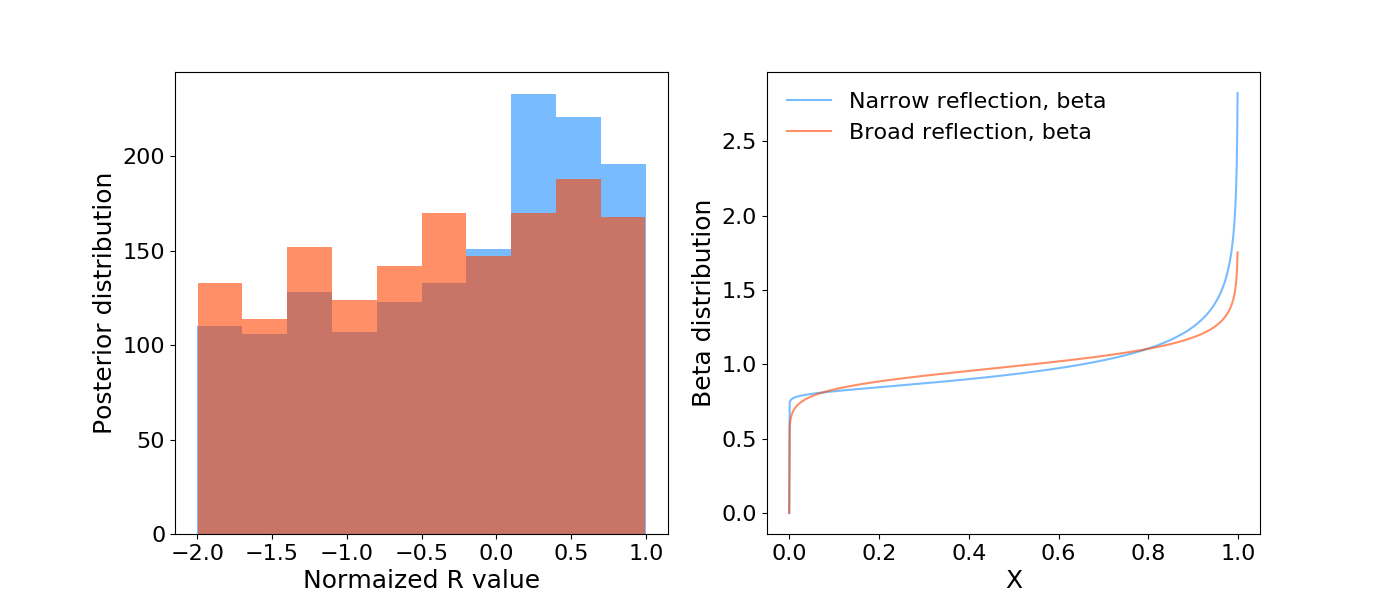 Posterior distribution
200
150
100
50
0
−2.0 −1.5 −1.0 −0.5 0.0 0.5 1.0
Normaized R value
Narrow reflection, beta
Broad reflection, beta
Beta distribution
2.5
2.0
1.5
1.0
0.5
0.0
0.0 0.2 0.4 0.6 0.8 1.0
X